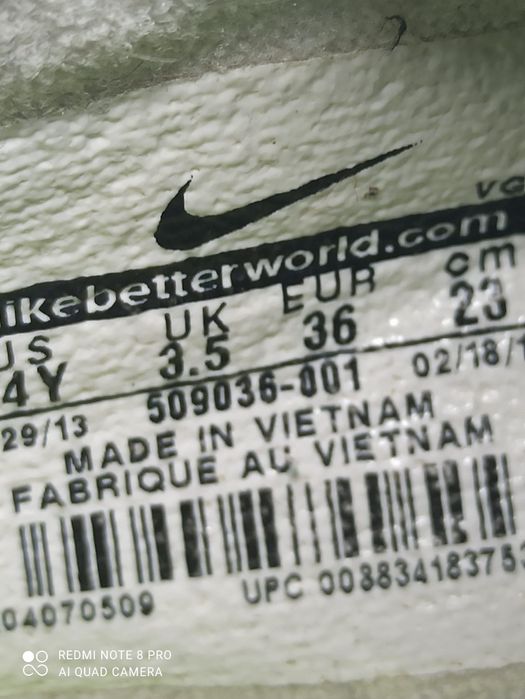 VG
ikebetterworld.com
US UK EUR cm
4Y 3.5 36 23
29/13 509036-001 02/18/1
MADE IN VIETNAM
FABRIQUE AU VIETNAM
04070509 UPC 00883418375
REDMI NOTE 8 PRO
AI QUAD CAMERA